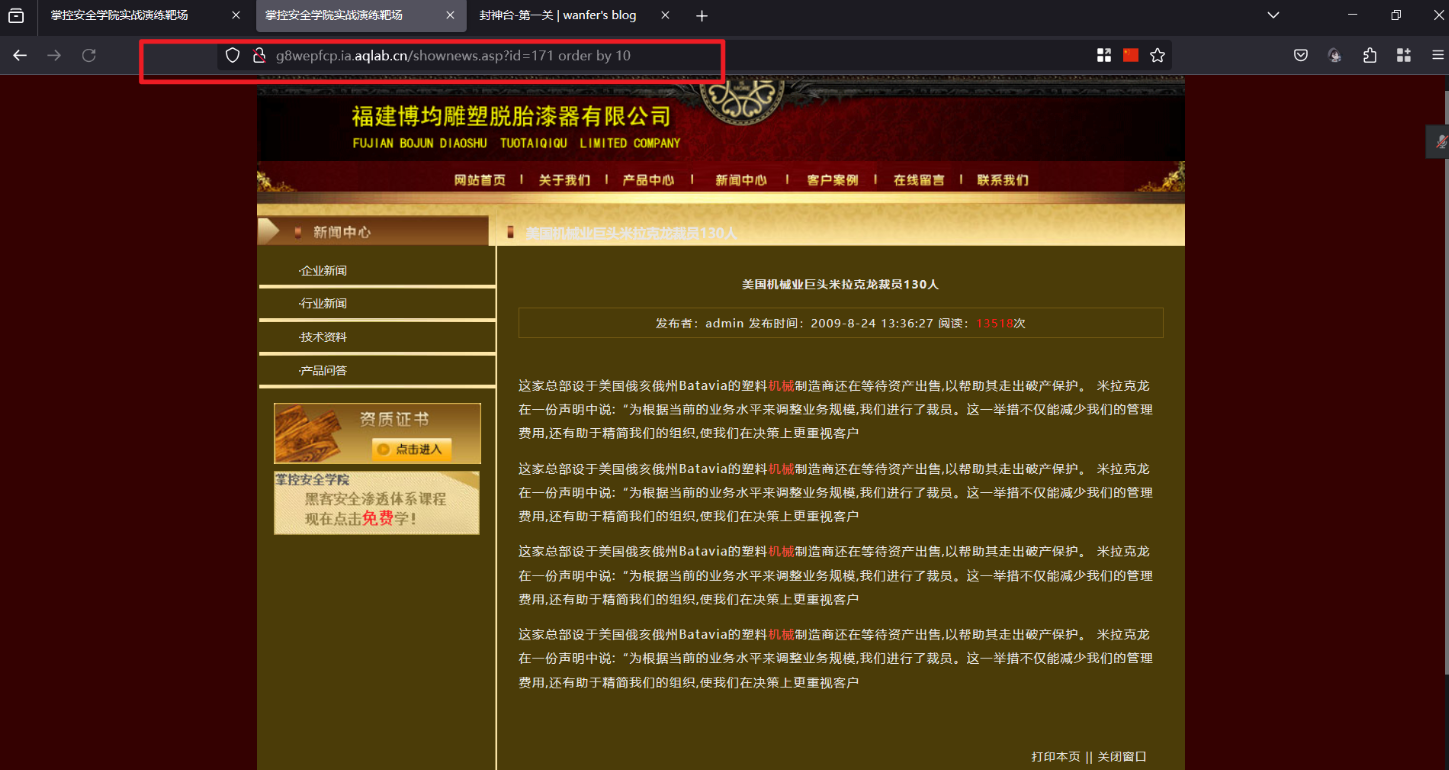 掌控安全学院实战演练靶场
掌控安全学院实战演练靶场
封神台-第一关 | wanfer's blog
g8wepfcp.ia.aqlab.cn/shownews.asp?id=171 order by 10
福建博均雕塑脱胎漆器有限公司
FUJIAN BOJUN DIAOSHU TUOTAIQIQU LIMITED COMPANY
网站首页 | 关于我们 | 产品中心 | 新闻中心 | 客户案例 | 在线留言 | 联系我们
新闻中心
美国机械业巨头米拉克龙裁员130人
·企业新闻
·行业新闻
·技术资料
·产品问答
资质证书
点击进入
掌控安全学院
黑客安全渗透体系课程
现在点击免费学!
美国机械业巨头米拉克龙裁员130人
发布者：admin 发布时间：2009-8-24 13:36:27 阅读：13518次
这家总部设于美国俄亥俄州Batavia的塑料机械制造商还在等待资产出售,以帮助其走出破产保护。 米拉克龙
在一份声明中说:“为根据当前的业务水平来调整业务规模,我们进行了裁员。这一举措不仅能减少我们的管理
费用,还有助于精简我们的组织,使我们在决策上更重视客户
这家总部设于美国俄亥俄州Batavia的塑料机械制造商还在等待资产出售,以帮助其走出破产保护。 米拉克龙
在一份声明中说:“为根据当前的业务水平来调整业务规模,我们进行了裁员。这一举措不仅能减少我们的管理
费用,还有助于精简我们的组织,使我们在决策上更重视客户
这家总部设于美国俄亥俄州Batavia的塑料机械制造商还在等待资产出售,以帮助其走出破产保护。 米拉克龙
在一份声明中说:“为根据当前的业务水平来调整业务规模,我们进行了裁员。这一举措不仅能减少我们的管理
费用,还有助于精简我们的组织,使我们在决策上更重视客户
这家总部设于美国俄亥俄州Batavia的塑料机械制造商还在等待资产出售,以帮助其走出破产保护。 米拉克龙
在一份声明中说:“为根据当前的业务水平来调整业务规模,我们进行了裁员。这一举措不仅能减少我们的管理
费用,还有助于精简我们的组织,使我们在决策上更重视客户
打印本页 || 关闭窗口